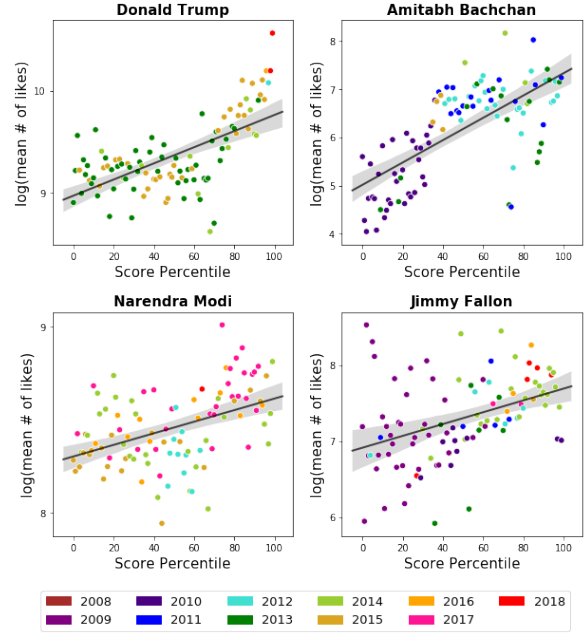 Donald Trump
log(mean # of likes)
10
9
0 20 40 60 80 100
Score Percentile
Amitabh Bachchan
log(mean # of likes)
8
7
6
5
4
0 20 40 60 80 100
Score Percentile
Narendra Modi
log(mean # of likes)
9
8
0 20 40 60 80 100
Score Percentile
Jimmy Fallon
log(mean # of likes)
8
7
6
0 20 40 60 80 100
Score Percentile
2008 2010 2012 2014 2016 2018
2009 2011 2013 2015 2017